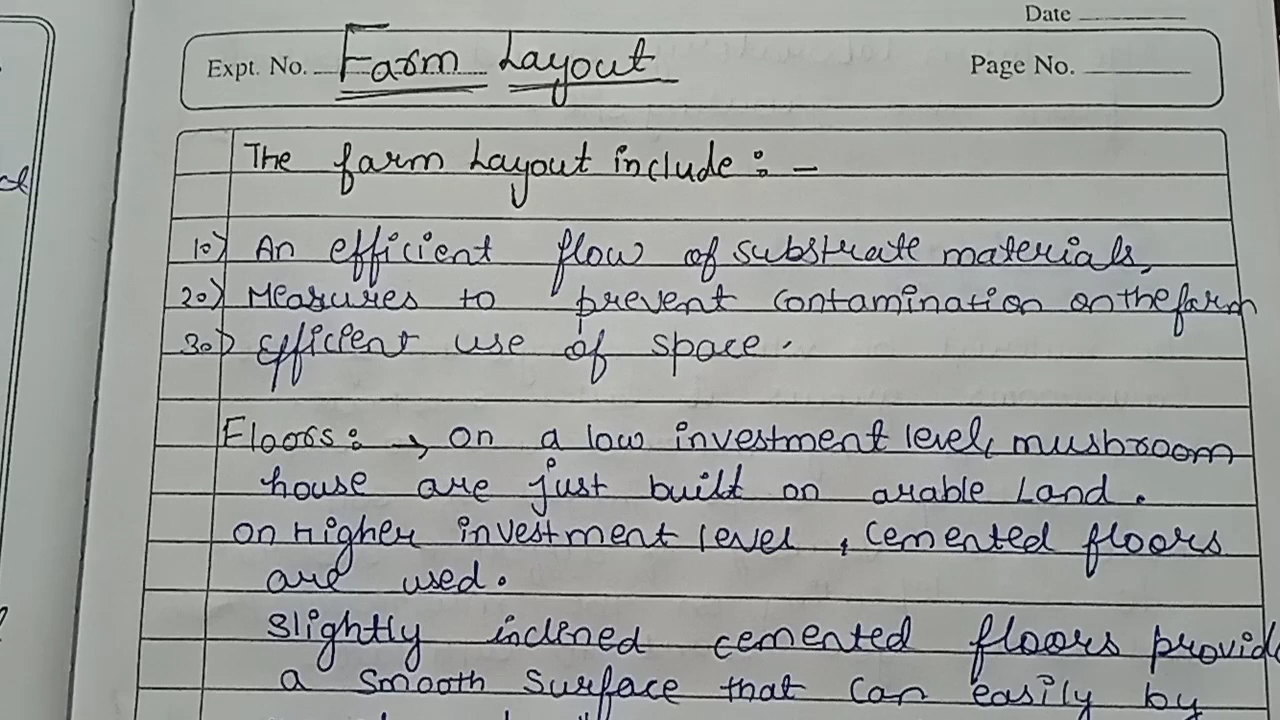 Date
Expt. No. Farm Layout
Page No.
The farm Layout include : -
1.) An efficient flow of substrate materials,
2.) Measures to prevent contamination on the farm
3.) Efficient use of space.
Floors : → On a low investment level, mushroom
house are just built on arable Land.
on Higher investment level, cemented floors
are used.
Slightly inclined cemented floors provide
a smooth surface that can easily by